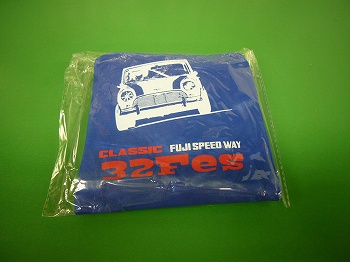 CLASSIC FUJI SPEED WAY
32Fes